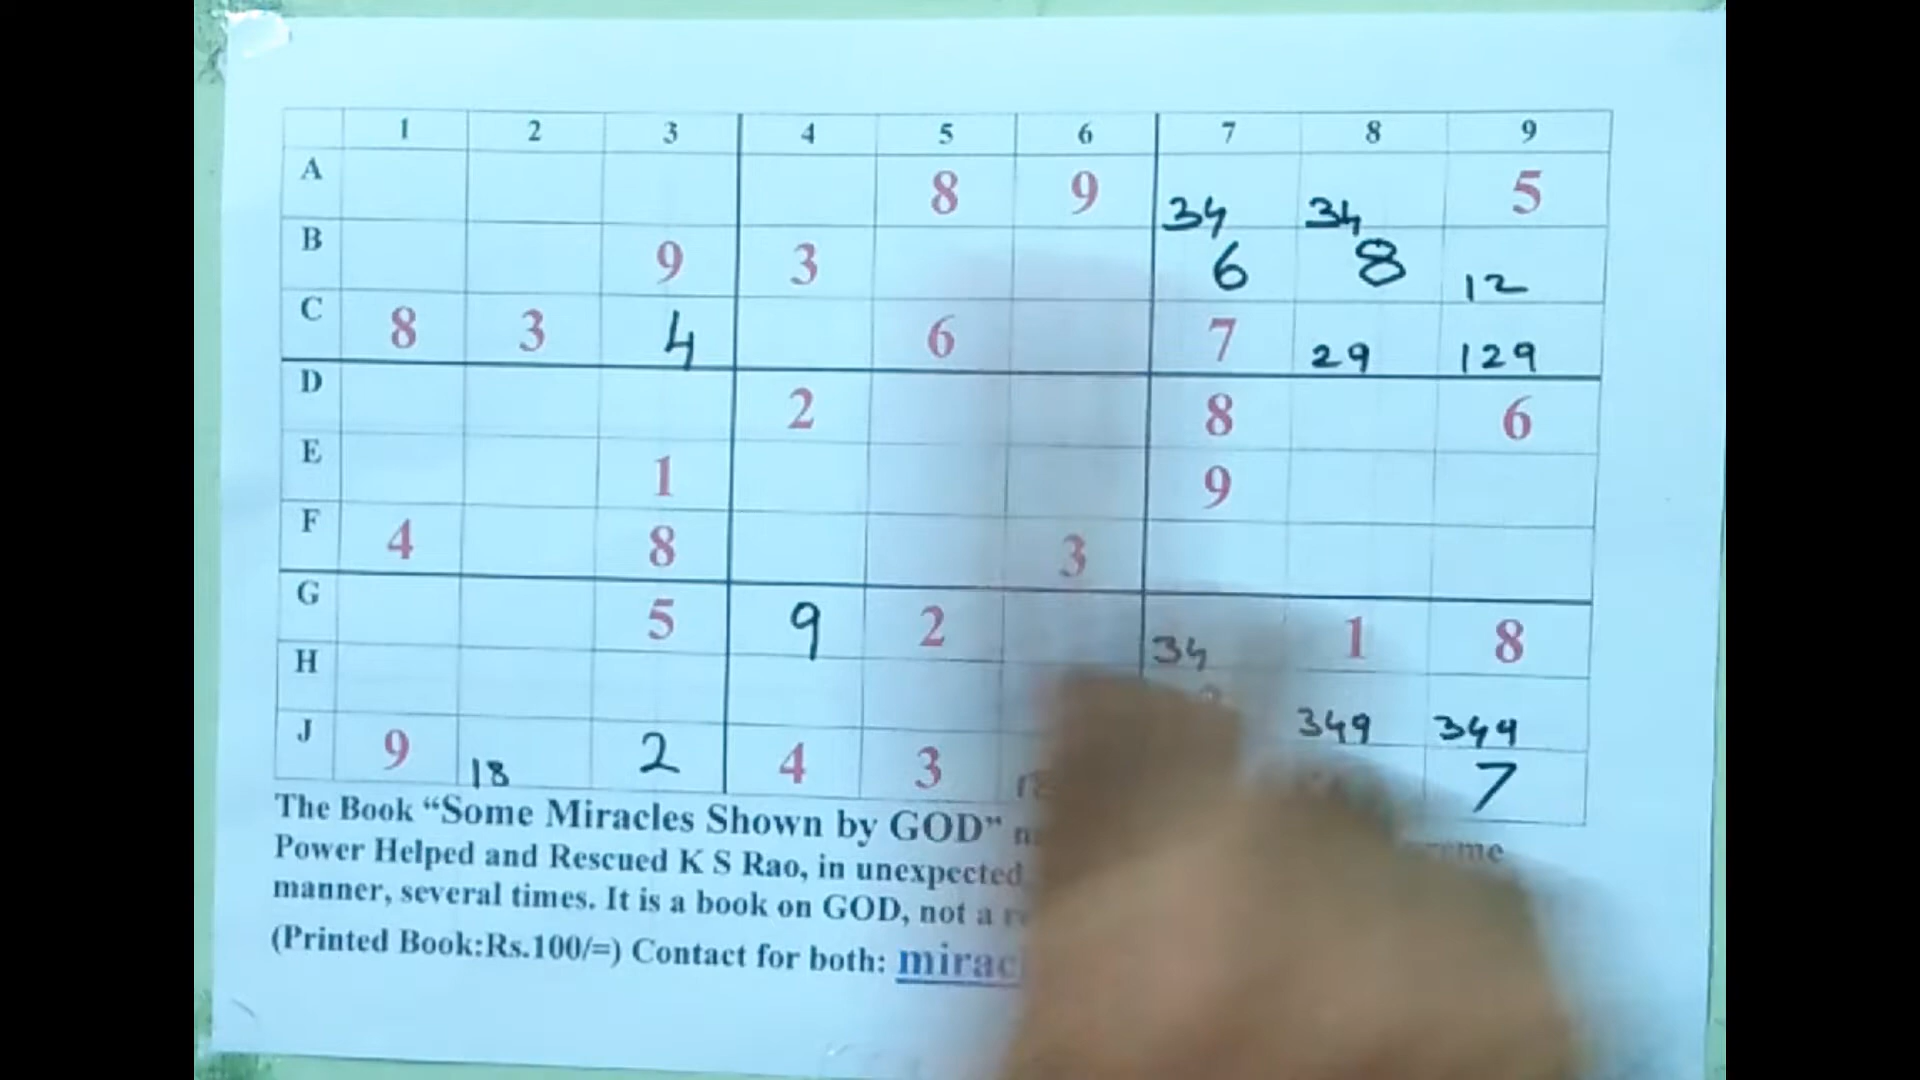 1 2 3 4 5 6 7 8 9
A 8 9 34 34 5
B 9 3 6 8 12
C 8 3 4 6 7 29 129
D 2 8 6
E 1 9
F 4 8 3
G 5 9 2 34 1 8
H 349 349
J 9 18 2 4 3 7
The Book “Some Miracles Shown by GOD”
Power Helped and Rescued K S Rao, in unexpected
manner, several times. It is a book on GOD, not a
(Printed Book:Rs.100/=) Contact for both: